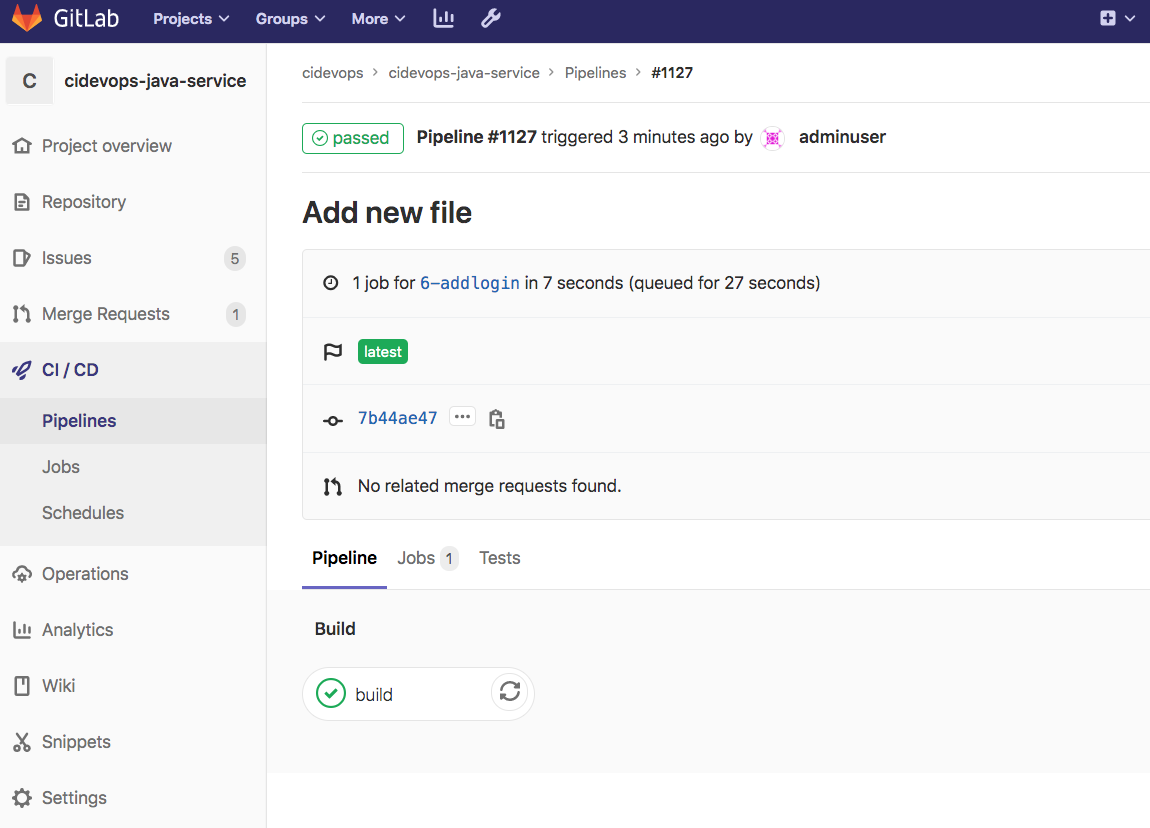 GitLab Projects Groups More
C cidevops-java-service
Project overview
Repository
Issues 5
Merge Requests 1
CI / CD
Pipelines
Jobs
Schedules
Operations
Analytics
Wiki
Snippets
Settings
cidevops > cidevops-java-service > Pipelines > #1127
passed Pipeline #1127 triggered 3 minutes ago by adminuser
Add new file
1 job for 6-addlogin in 7 seconds (queued for 27 seconds)
latest
7b44ae47 ...
No related merge requests found.
Pipeline Jobs 1 Tests
Build
build